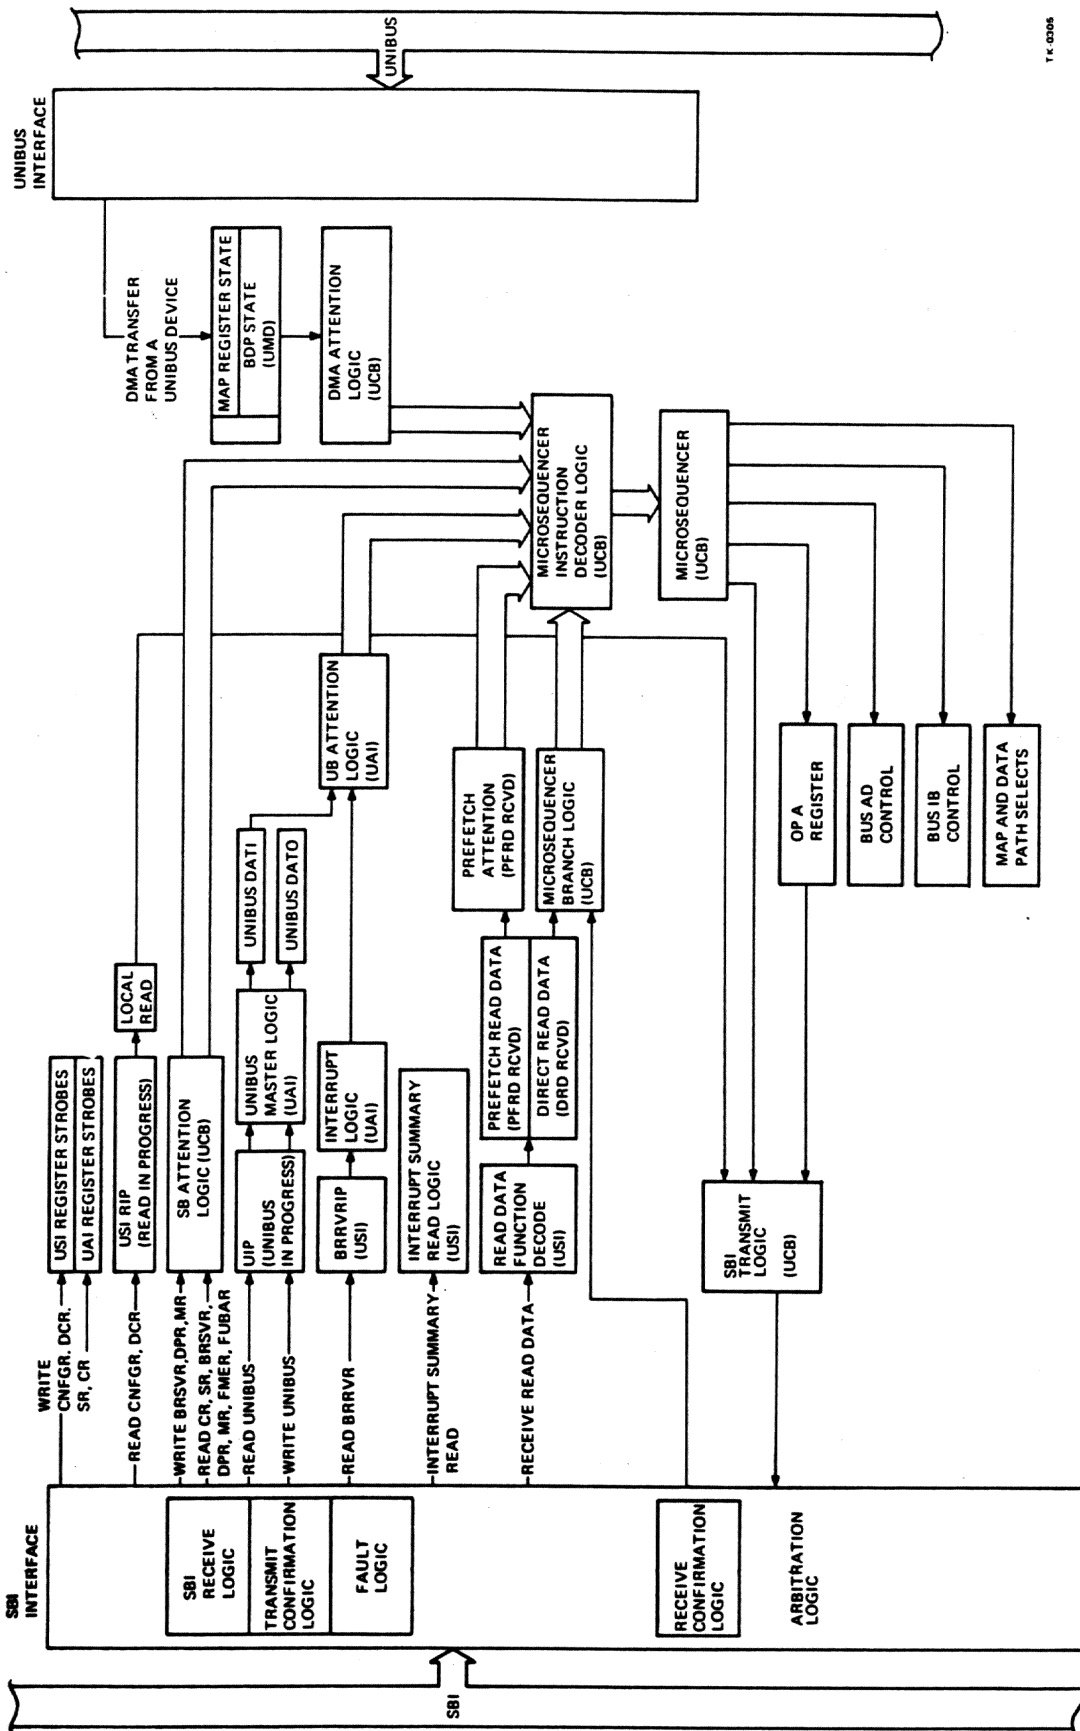 SBI
INTERFACE
SBI
SBI
RECEIVE
LOGIC
TRANSMIT
CONFIRMATION
LOGIC
FAULT
LOGIC
RECEIVE
CONFIRMATION
LOGIC
ARBITRATION
LOGIC
WRITE
CNFGR. DCR.
SR, CR
READ CNFGR, DCR
WRITE BRSVR,DPR,MR
READ CR, SR, BRSVR,
DPR, MR, FMER, FUBAR
READ UNIBUS
WRITE UNIBUS
READ BRRVR
INTERRUPT SUMMARY
READ
RECEIVE READ DATA
USI REGISTER STROBES
UAI REGISTER STROBES
USI RIP
(READ IN PROGRESS)
LOCAL
READ
SB ATTENTION
LOGIC (UCB)
UIP
(UNIBUS
IN PROGRESS)
UNIBUS
MASTER LOGIC
(UAI)
UNIBUS DATI
UNIBUS DATO
BRRVRIP
(USI)
INTERRUPT
LOGIC
(UAI)
UB ATTENTION
LOGIC
(UAI)
INTERRUPT SUMMARY
READ LOGIC
(USI)
READ DATA
FUNCTION
DECODE
(USI)
PREFETCH READ DATA
(PFRD RCVD)
DIRECT READ DATA
(DRD RCVD)
PREFETCH
ATTENTION
(PFRD RCVD)
MICROSEQUENCER
BRANCH LOGIC
(UCB)
SBI
TRANSMIT
LOGIC
(UCB)
OP A
REGISTER
BUS AD
CONTROL
BUS IB
CONTROL
MAP AND DATA
PATH SELECTS
MICROSEQUENCER
INSTRUCTION
DECODER LOGIC
(UCB)
MICROSEQUENCER
(UCB)
DMA TRANSFER
FROM A
UNIBUS DEVICE
MAP REGISTER STATE
BDP STATE
(UMD)
DMA ATTENTION
LOGIC
(UCB)
UNIBUS
INTERFACE
UNIBUS
TK-0305